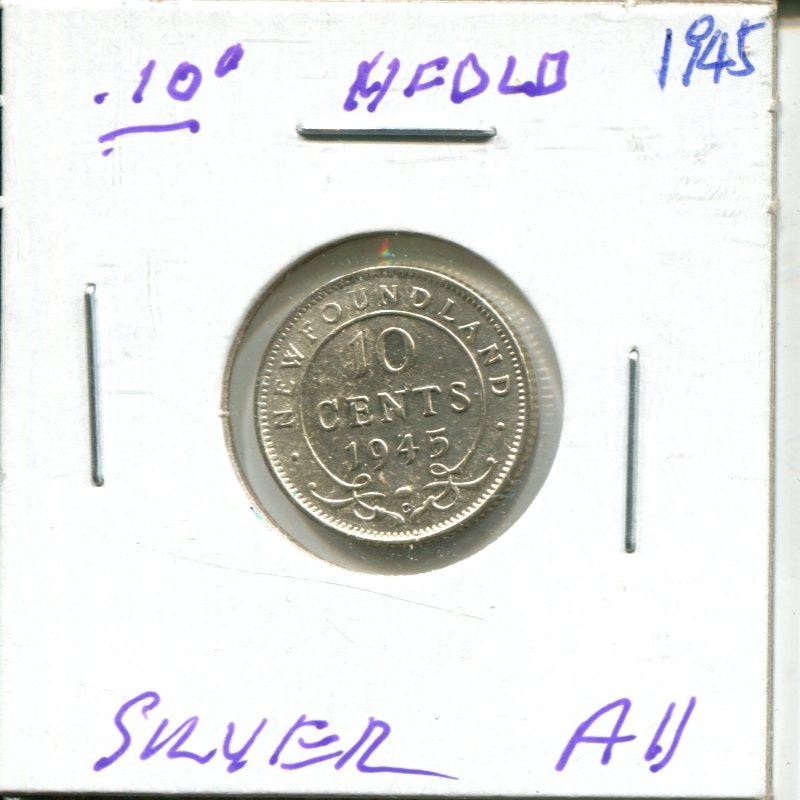 .10¢ NFDLD 1945
NEWFOUNDLAND
10
CENTS
1945
C
SILVER AU